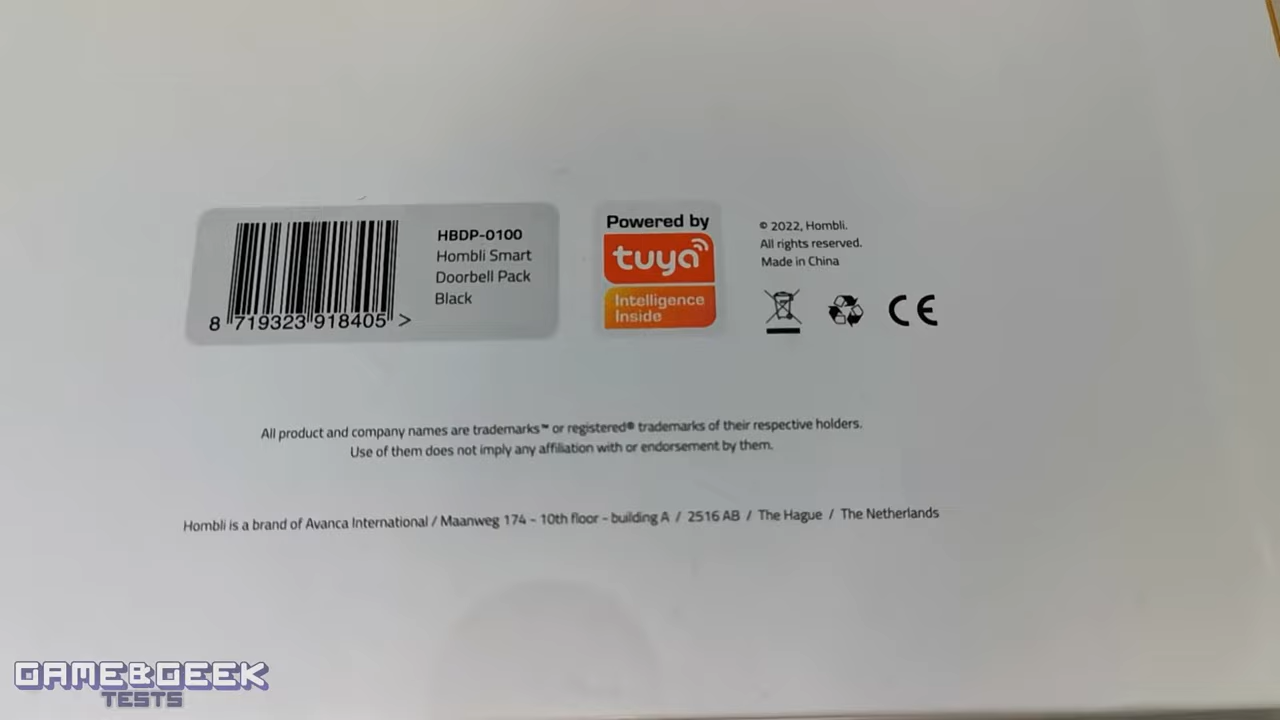 HBDP-0100
Hombli Smart
Doorbell Pack
Black
8 719323 918405 >
Powered by
tuya
Intelligence
Inside
© 2022, Hombli.
All rights reserved.
Made in China
CE
All product and company names are trademarks™ or registered® trademarks of their respective holders.
Use of them does not imply any affiliation with or endorsement by them.
Hombli is a brand of Avanca International / Maanweg 174 - 10th floor - building A / 2516 AB / The Hague / The Netherlands
GAME&GEEK
TESTS